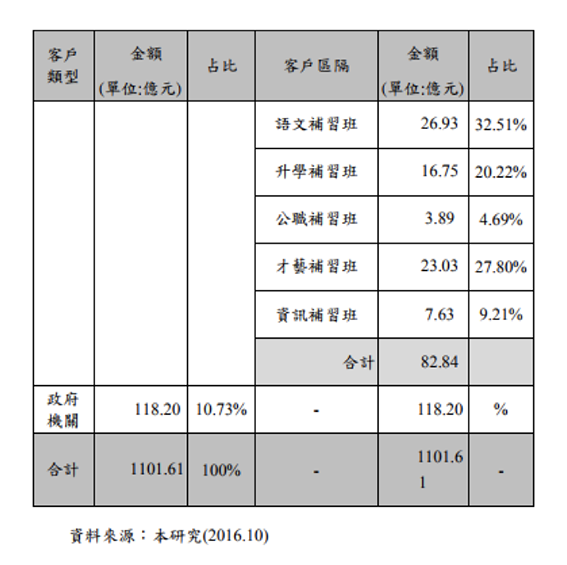 客戶類型 金額(單位:億元) 占比 客戶區隔 金額(單位:億元) 占比
語文補習班 26.93 32.51%
升學補習班 16.75 20.22%
公職補習班 3.89 4.69%
才藝補習班 23.03 27.80%
資訊補習班 7.63 9.21%
合計 82.84
政府機關 118.20 10.73% - 118.20 %
合計 1101.61 100% - 1101.61 -
資料來源：本研究(2016.10)